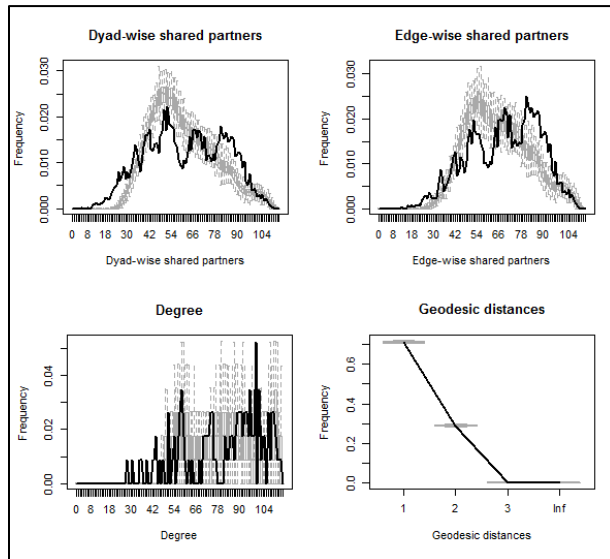 Dyad-wise shared partners
Frequency
0.000 0.010 0.020 0.030
0 8 18 30 42 54 66 78 90 104
Dyad-wise shared partners
Edge-wise shared partners
Frequency
0.000 0.010 0.020 0.030
0 8 18 30 42 54 66 78 90 104
Edge-wise shared partners
Degree
Frequency
0.00 0.02 0.04
0 8 18 30 42 54 66 78 90 104
Degree
Geodesic distances
Frequency
0.0 0.2 0.4 0.6
1 2 3 Inf
Geodesic distances